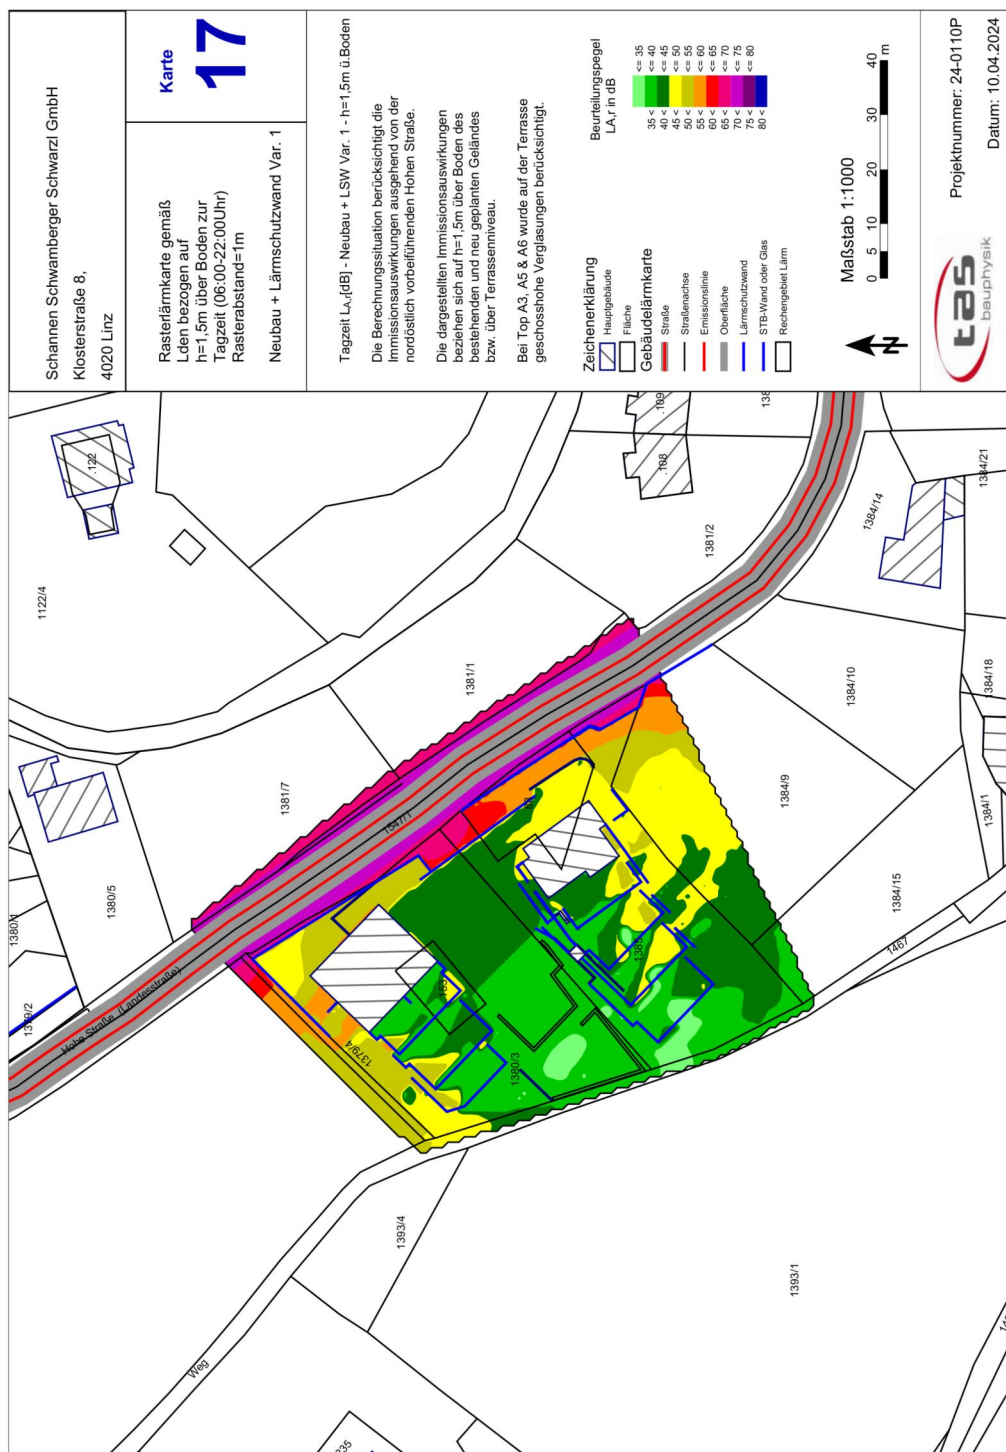 Schannen Schwamberger Schwarzl GmbH
Klosterstraße 8,
4020 Linz
Rasterlärmkarte gemäß
Lden bezogen auf
h=1,5m über Boden zur
Tagzeit (06:00-22:00Uhr)
Rasterabstand=1m
Neubau + Lärmschutzwand Var. 1
Karte
17
Tagzeit LA,r[dB] - Neubau + LSW Var. 1 - h=1,5m ü.Boden
Die Berechnungssituation berücksichtigt die
Immissionsauswirkungen ausgehend von der
nordöstlich vorbeiführenden Hohen Straße.
Die dargestellten Immissionsauswirkungen
beziehen sich auf h=1,5m über Boden des
bestehenden und neu geplanten Geländes
bzw. über Terrassenniveau.
Bei Top A3, A5 & A6 wurde auf der Terrasse
geschosshohe Verglasungen berücksichtigt.
Zeichenerklärung
Hauptgebäude
Fläche
Gebäudelärmkarte
Straße
Straßenachse
Emissionslinie
Oberfläche
Lärmschutzwand
STB-Wand oder Glas
Rechengebiet Lärm
Beurteilungspegel
LA,r in dB
<= 35
35 < <= 40
40 < <= 45
45 < <= 50
50 < <= 55
55 < <= 60
60 < <= 65
65 < <= 70
70 < <= 75
75 < <= 80
80 <
Maßstab 1:1000
0 5 10 20 30 40
m
N
tas
bauphysik
Projektnummer: 24-0110P
Datum: 10.04.2024
1122/4
.122
1380/1
1379/2
1380/5
1381/7
1381/1
1381/2
.108
.109
1384/14
1384/21
Hohe Straße (Landesstraße)
1547/1
1379/4
1380/3
1385
1384/10
1384/18
1384/9
1384/1
1384/15
1467
1393/4
1393/1
Weg